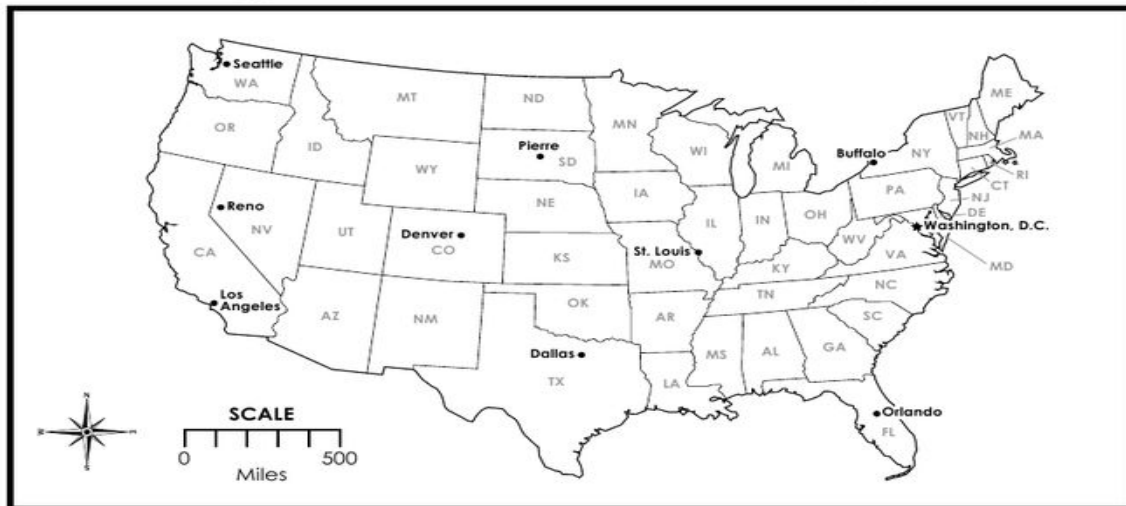 Seattle
WA
MT
ND
MN
ME
VT
NH
MA
OR
ID
Pierre
SD
WI
MI
Buffalo
NY
RI
CT
WY
IA
PA
NJ
DE
Reno
NV
NE
IL
IN
OH
Washington, D.C.
UT
Denver
CO
St. Louis
MO
WV
VA
MD
CA
KS
KY
Los
Angeles
NC
TN
AZ
NM
OK
AR
SC
Dallas
MS
AL
GA
TX
LA
Orlando
FL
N
W
E
S
SCALE
0
500
Miles